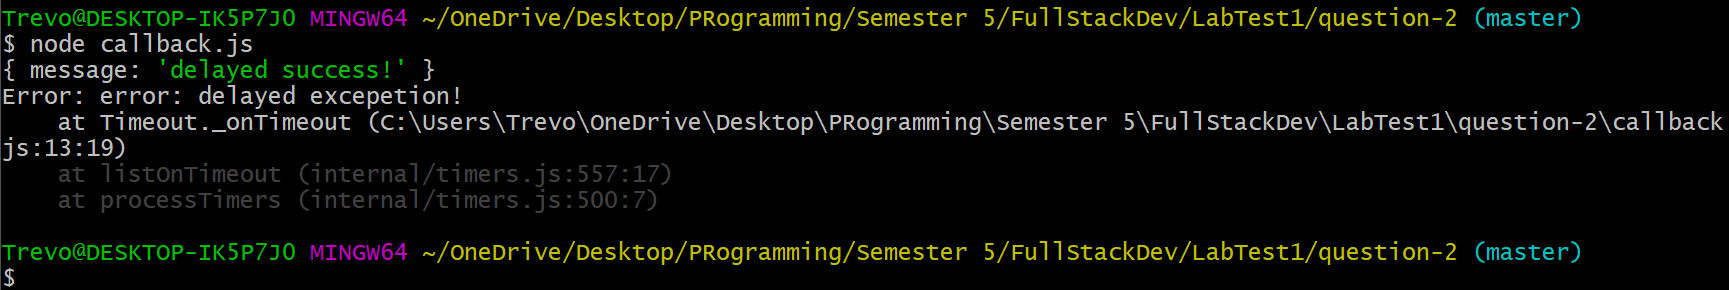 Trevo@DESKTOP-IK5P7J0 MINGW64 ~/OneDrive/Desktop/PRogramming/Semester 5/FullStackDev/LabTest1/question-2 (master)
$ node callback.js
{ message: 'delayed success!' }
Error: error: delayed excepetion!
    at Timeout._onTimeout (C:\Users\Trevo\OneDrive\Desktop\PRogramming\Semester 5\FullStackDev\LabTest1\question-2\callback
js:13:19)
    at listOnTimeout (internal/timers.js:557:17)
    at processTimers (internal/timers.js:500:7)
Trevo@DESKTOP-IK5P7J0 MINGW64 ~/OneDrive/Desktop/PRogramming/Semester 5/FullStackDev/LabTest1/question-2 (master)
$